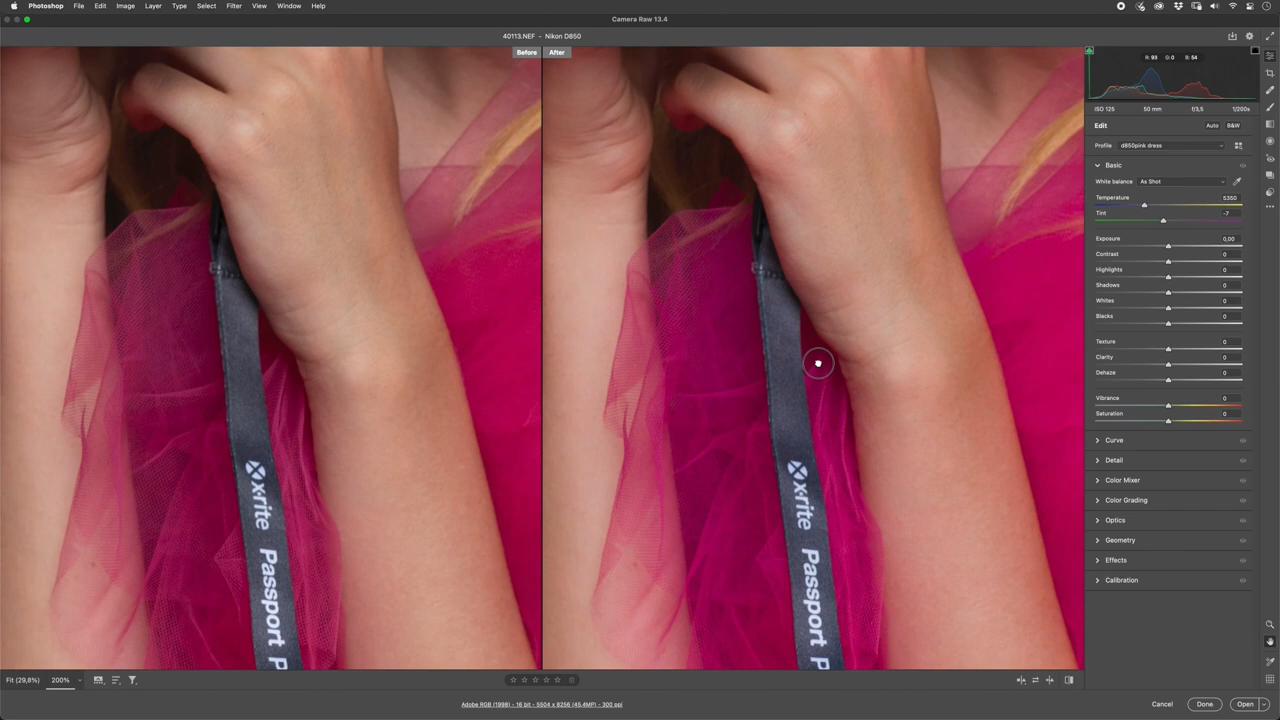 Photoshop File Edit Image Layer Type Select Filter View Window Help
Camera Raw 13.4
40113.NEF - Nikon D850
Before After
R: 93 G: 0 B: 54
ISO 125 50 mm f/3,5 1/200s
Edit Auto B&W
Profile d850pink dress
Basic
White balance As Shot
Temperature 5350
Tint -7
Exposure 0,00
Contrast 0
Highlights 0
Shadows 0
Whites 0
Blacks 0
Texture 0
Clarity 0
Dehaze 0
Vibrance 0
Saturation 0
Curve
Detail
Color Mixer
Color Grading
Optics
Geometry
Effects
Calibration
x-rite Passport P
x-rite Passport P
Fit (29,8%) 200%
Adobe RGB (1998) - 16 bit - 5504 x 8256 (45,4MP) - 300 ppi
Cancel Done Open